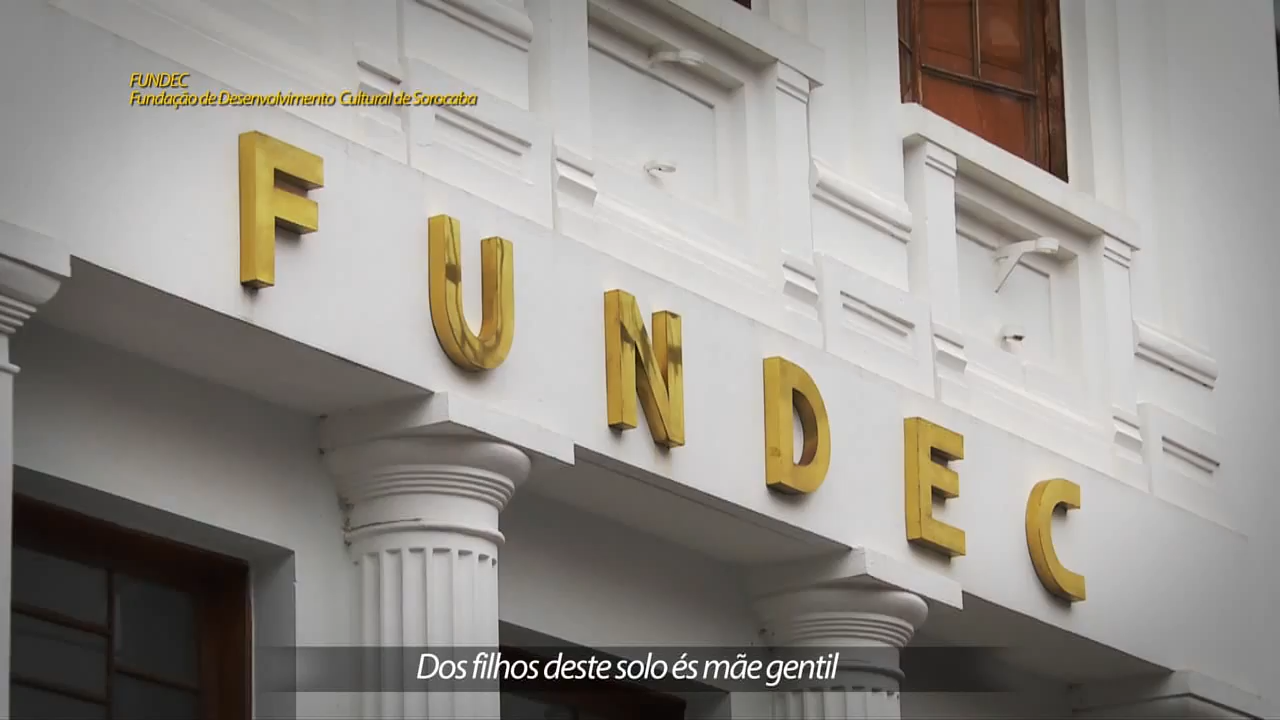 FUNDEC
Fundação de Desenvolvimento Cultural de Sorocaba
FUNDEC
Dos filhos deste solo és mãe gentil